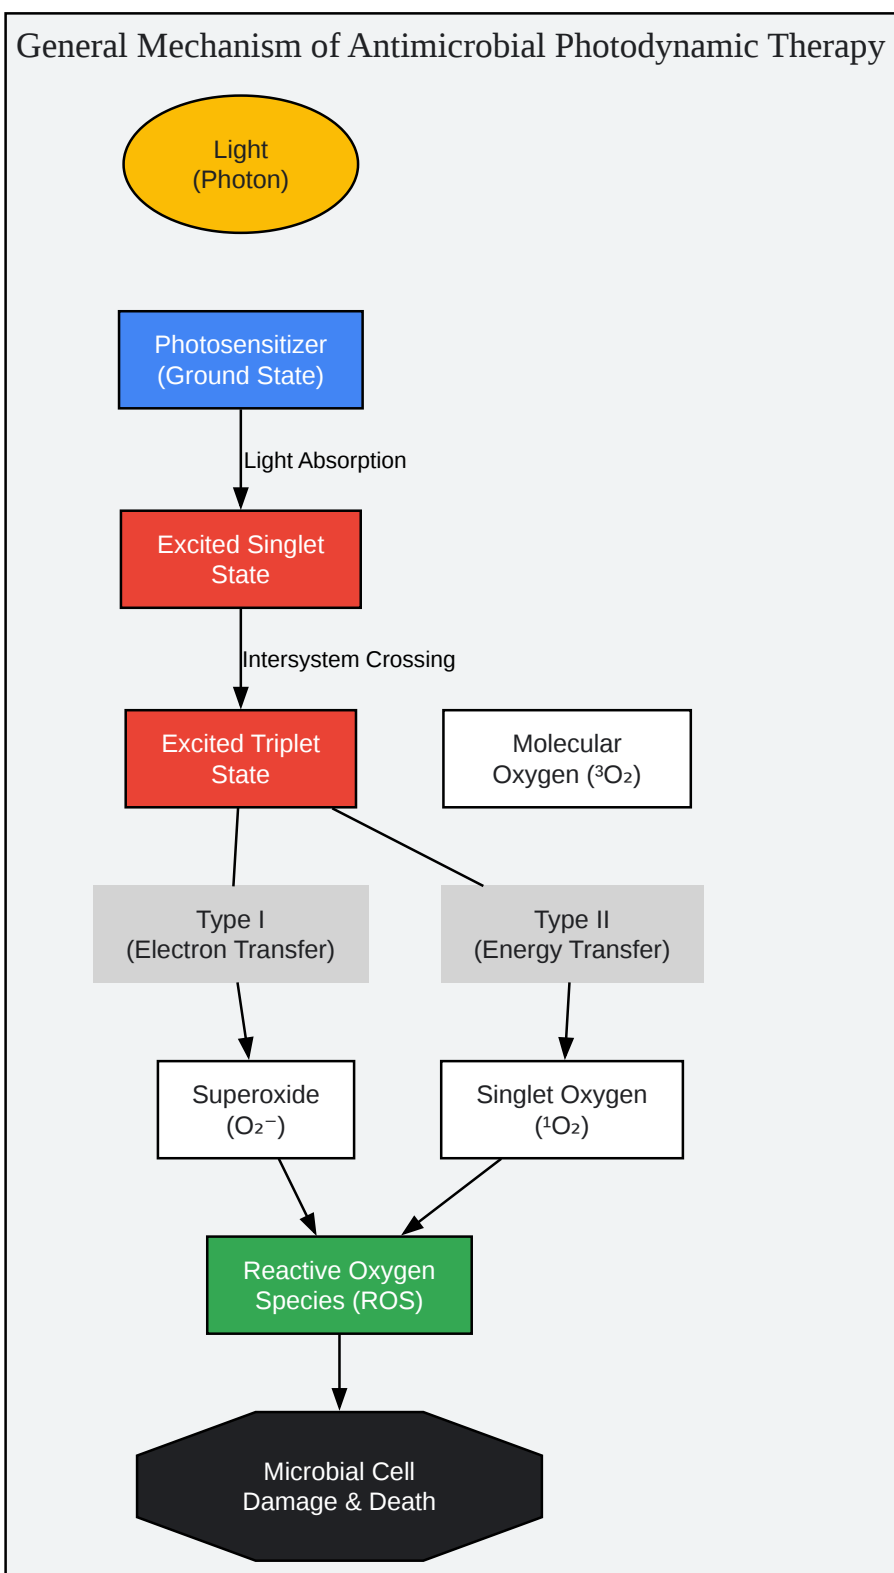 General Mechanism of Antimicrobial Photodynamic Therapy
Light
(Photon)
Photosensitizer
(Ground State)
Light Absorption
Excited Singlet
State
Intersystem Crossing
Excited Triplet
State
Molecular
Oxygen (³O₂)
Type I
(Electron Transfer)
Type II
(Energy Transfer)
Superoxide
(O₂⁻)
Singlet Oxygen
(¹O₂)
Reactive Oxygen
Species (ROS)
Microbial Cell
Damage & Death